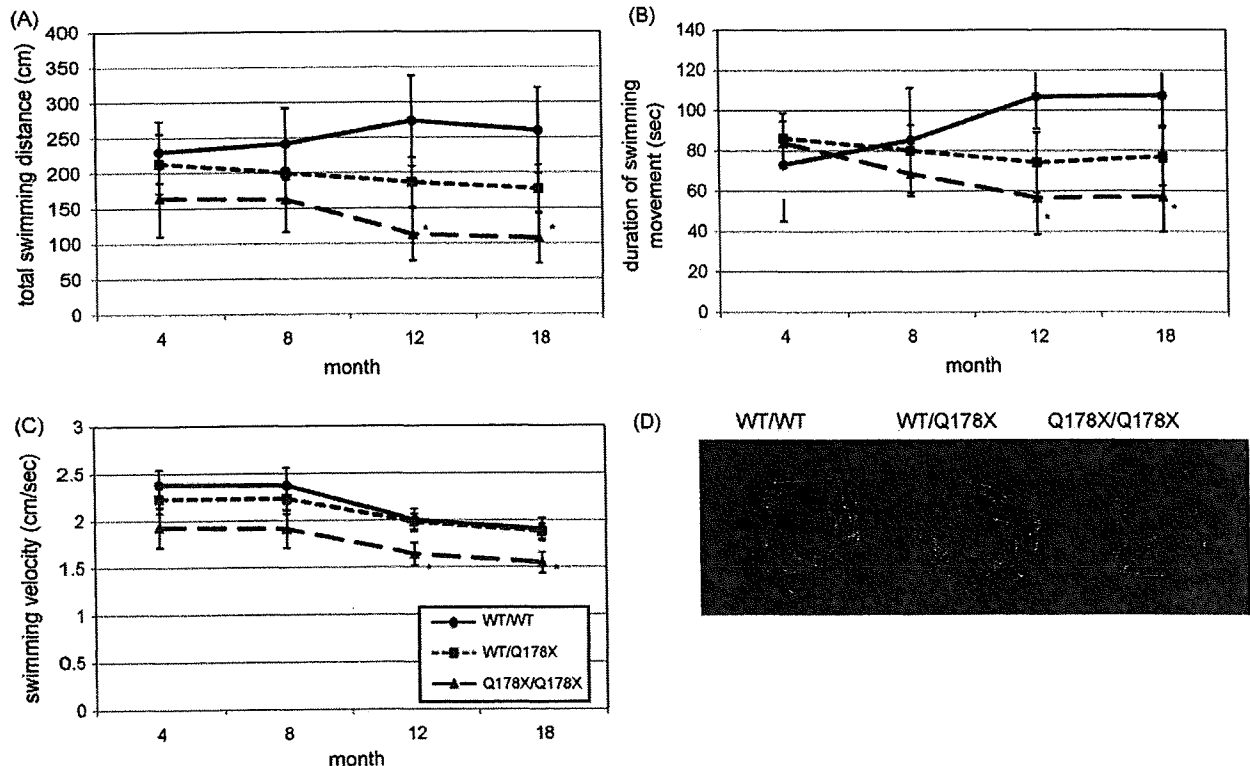 (A)
total swimming distance (cm)
400
350
300
250
200
150
100
50
0
4 8 12 18
month
*
*
(B)
duration of swimming
movement (sec)
140
120
100
80
60
40
20
0
4 8 12 18
month
*
*
(C)
swimming velocity (cm/sec)
3
2.5
2
1.5
1
0.5
0
4 8 12 18
month
*
*
WT/WT
WT/Q178X
Q178X/Q178X
(D)
WT/WT WT/Q178X Q178X/Q178X